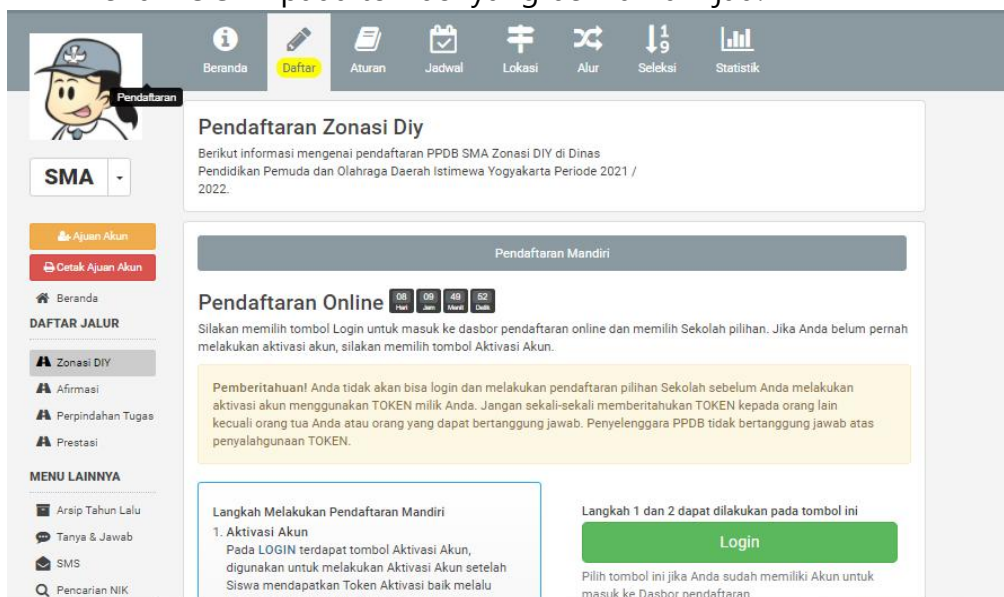 Beranda Daftar Aturan Jadwal Lokasi Alur Seleksi Statistik
Pendaftaran
SMA
Ajuan Akun
Cetak Ajuan Akun
Beranda
DAFTAR JALUR
Zonasi DIY
Afirmasi
Perpindahan Tugas
Prestasi
MENU LAINNYA
Arsip Tahun Lalu
Tanya & Jawab
SMS
Pencarian NIK
Pendaftaran Zonasi Diy
Berikut informasi mengenai pendaftaran PPDB SMA Zonasi DIY di Dinas
Pendidikan Pemuda dan Olahraga Daerah Istimewa Yogyakarta Periode 2021 /
2022.
Pendaftaran Mandiri
Pendaftaran Online 08 Hari 09 Jam 49 Menit 52 Detik
Silakan memilih tombol Login untuk masuk ke dasbor pendaftaran online dan memilih Sekolah pilihan. Jika Anda belum pernah
melakukan aktivasi akun, silakan memilih tombol Aktivasi Akun.
Pemberitahuan! Anda tidak akan bisa login dan melakukan pendaftaran pilihan Sekolah sebelum Anda melakukan
aktivasi akun menggunakan TOKEN milik Anda. Jangan sekali-sekali memberitahukan TOKEN kepada orang lain
kecuali orang tua Anda atau orang yang dapat bertanggung jawab. Penyelenggara PPDB tidak bertanggung jawab atas
penyalahgunaan TOKEN.
Langkah Melakukan Pendaftaran Mandiri
1. Aktivasi Akun
Pada LOGIN terdapat tombol Aktivasi Akun,
digunakan untuk melakukan Aktivasi Akun setelah
Siswa mendapatkan Token Aktivasi baik melalu
Langkah 1 dan 2 dapat dilakukan pada tombol ini
Login
Pilih tombol ini jika Anda sudah memiliki Akun untuk
masuk ke Dasbor pendaftaran